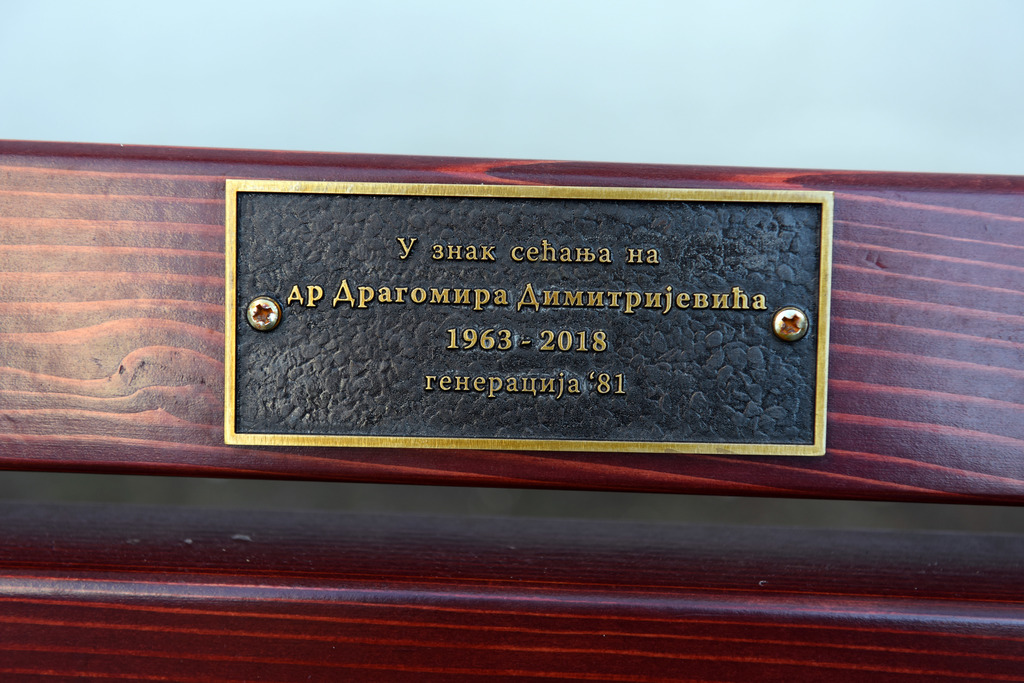 У знак сећања на
др Драгомира Димитријевића
1963 - 2018
генерација ‘81